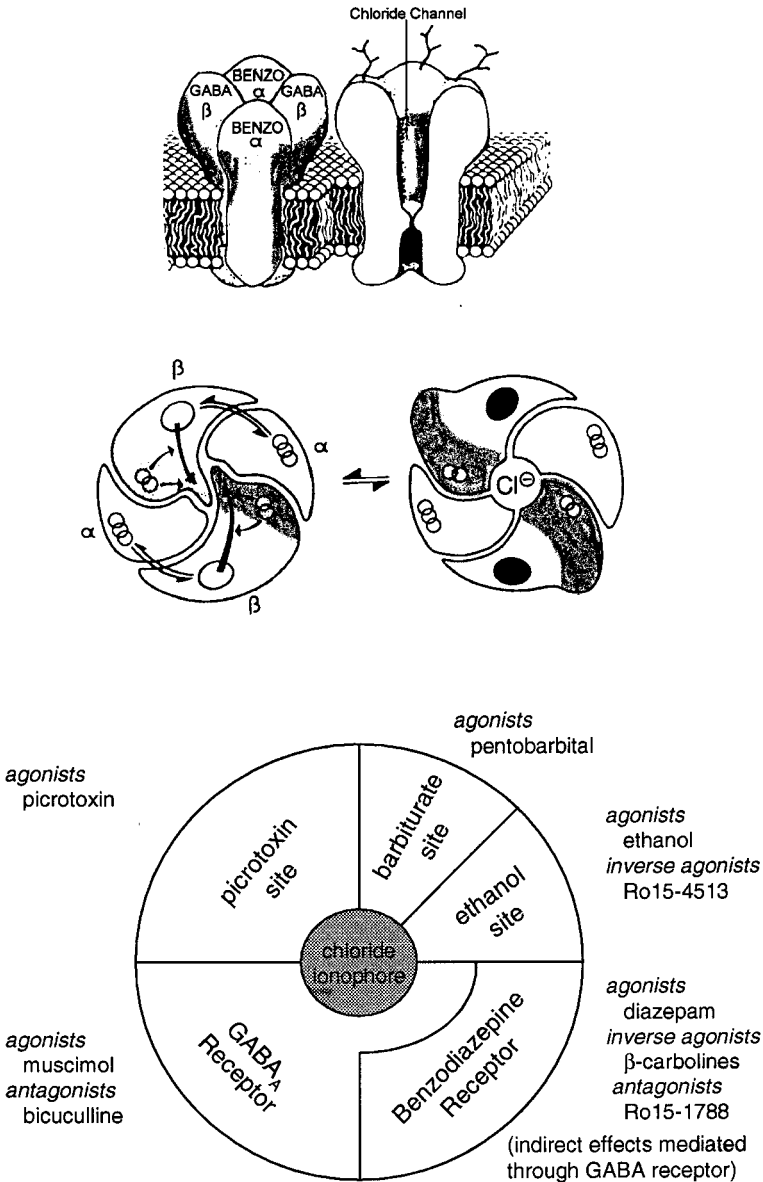 Chloride Channel
BENZO
α
GABA
β
GABA
β
BENZO
α
β
α
α
β
Cl⊖
agonists
pentobarbital
agonists
picrotoxin
agonists
ethanol
inverse agonists
Ro15-4513
picrotoxin
site
barbiturate
site
ethanol
site
chloride
ionophore
GABA_A
Receptor
Benzodiazepine
Receptor
agonists
muscimol
antagonists
bicuculline
agonists
diazepam
inverse agonists
β-carbolines
antagonists
Ro15-1788
(indirect effects mediated
through GABA receptor)